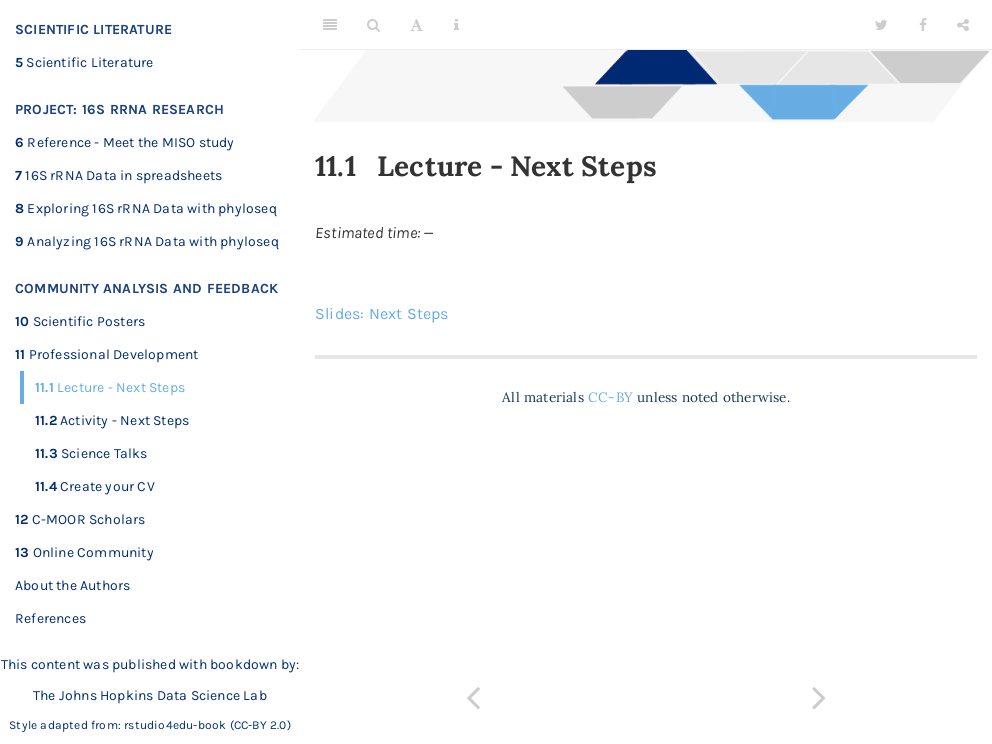 SCIENTIFIC LITERATURE
5 Scientific Literature
PROJECT: 16S RRNA RESEARCH
6 Reference - Meet the MISO study
7 16S rRNA Data in spreadsheets
8 Exploring 16S rRNA Data with phyloseq
9 Analyzing 16S rRNA Data with phyloseq
COMMUNITY ANALYSIS AND FEEDBACK
10 Scientific Posters
11 Professional Development
11.1 Lecture - Next Steps
11.2 Activity - Next Steps
11.3 Science Talks
11.4 Create your CV
12 C-MOOR Scholars
13 Online Community
About the Authors
References
This content was published with bookdown by:
The Johns Hopkins Data Science Lab
Style adapted from: rstudio4edu-book (CC-BY 2.0)
11.1 Lecture - Next Steps
Estimated time: –
Slides: Next Steps
All materials CC-BY unless noted otherwise.